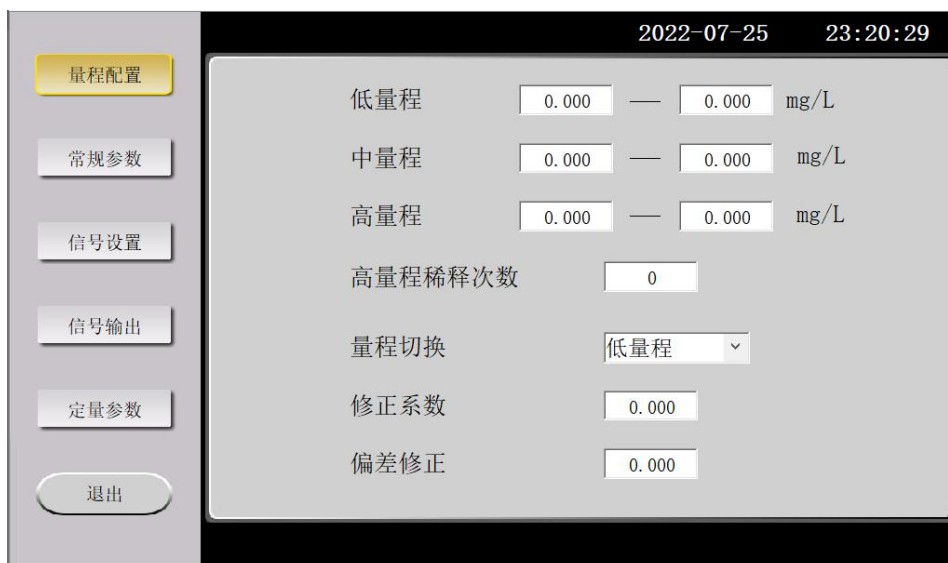 2022-07-25 23:20:29
量程配置
常规参数
信号设置
信号输出
定量参数
退出
低量程 0.000 — 0.000 mg/L
中量程 0.000 — 0.000 mg/L
高量程 0.000 — 0.000 mg/L
高量程稀释次数 0
量程切换 低量程
修正系数 0.000
偏差修正 0.000